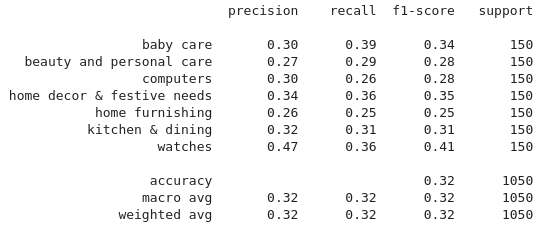 precision recall f1-score support
baby care 0.30 0.39 0.34 150
beauty and personal care 0.27 0.29 0.28 150
computers 0.30 0.26 0.28 150
home decor & festive needs 0.34 0.36 0.35 150
home furnishing 0.26 0.25 0.25 150
kitchen & dining 0.32 0.31 0.31 150
watches 0.47 0.36 0.41 150
accuracy 0.32 1050
macro avg 0.32 0.32 0.32 1050
weighted avg 0.32 0.32 0.32 1050